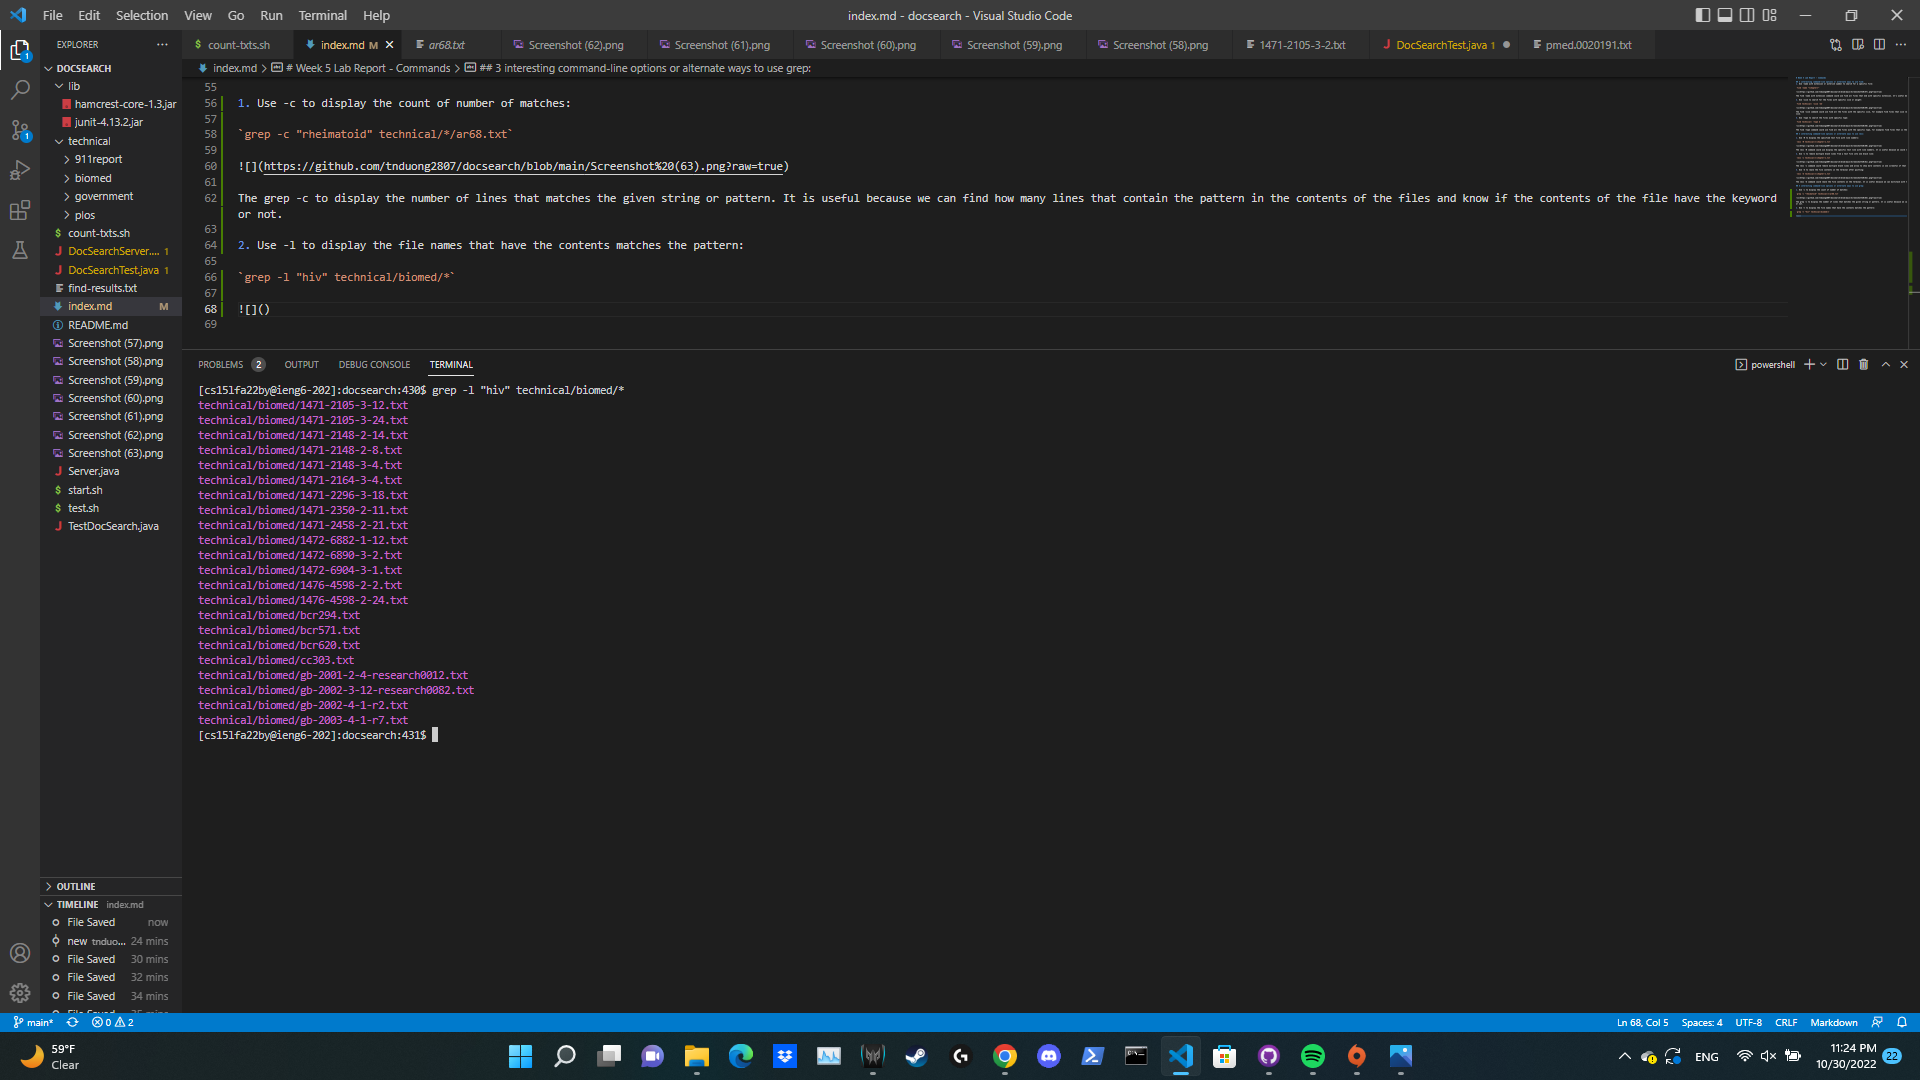 File Edit Selection View Go Run Terminal Help
index.md - docsearch - Visual Studio Code
EXPLORER
count-txts.sh
index.md M
ar68.txt
Screenshot (62).png
Screenshot (61).png
Screenshot (60).png
Screenshot (59).png
Screenshot (58).png
1471-2105-3-2.txt
DocSearchTest.java 1
pmed.0020191.txt
index.md > # Week 5 Lab Report - Commands > ## 3 interesting command-line options or alternate ways to use grep:
DOCSEARCH
lib
hamcrest-core-1.3.jar
junit-4.13.2.jar
technical
911report
biomed
government
plos
count-txts.sh
DocSearchServer.... 1
DocSearchTest.java 1
find-results.txt
index.md M
README.md
Screenshot (57).png
Screenshot (58).png
Screenshot (59).png
Screenshot (60).png
Screenshot (61).png
Screenshot (62).png
Screenshot (63).png
Server.java
start.sh
test.sh
TestDocSearch.java
OUTLINE
TIMELINE index.md
File Saved now
new tnduo... 24 mins
File Saved 30 mins
File Saved 32 mins
File Saved 34 mins
55
56 1. Use -c to display the count of number of matches:
57
58 `grep -c "rheimatoid" technical/*/ar68.txt`
59
60 ![](https://github.com/tnduong2807/docsearch/blob/main/Screenshot%20(63).png?raw=true)
61
62 The grep -c to display the number of lines that matches the given string or pattern. It is useful because we can find how many lines that contain the pattern in the contents of the files and know if the contents of the file have the keyword
or not.
63
64 2. Use -l to display the file names that have the contents matches the pattern:
65
66 `grep -l "hiv" technical/biomed/*`
67
68 ![]()
69
PROBLEMS 2 OUTPUT DEBUG CONSOLE TERMINAL
powershell
[cs15lfa22by@ieng6-202]:docsearch:430$ grep -l "hiv" technical/biomed/*
technical/biomed/1471-2105-3-12.txt
technical/biomed/1471-2105-3-24.txt
technical/biomed/1471-2148-2-14.txt
technical/biomed/1471-2148-2-8.txt
technical/biomed/1471-2148-3-4.txt
technical/biomed/1471-2164-3-4.txt
technical/biomed/1471-2296-3-18.txt
technical/biomed/1471-2350-2-11.txt
technical/biomed/1471-2458-2-21.txt
technical/biomed/1472-6882-1-12.txt
technical/biomed/1472-6890-3-2.txt
technical/biomed/1472-6904-3-1.txt
technical/biomed/1476-4598-2-2.txt
technical/biomed/1476-4598-2-24.txt
technical/biomed/bcr294.txt
technical/biomed/bcr571.txt
technical/biomed/bcr620.txt
technical/biomed/cc303.txt
technical/biomed/gb-2001-2-4-research0012.txt
technical/biomed/gb-2002-3-12-research0082.txt
technical/biomed/gb-2002-4-1-r2.txt
technical/biomed/gb-2003-4-1-r7.txt
[cs15lfa22by@ieng6-202]:docsearch:431$
main* 0 2
Ln 68, Col 5 Spaces: 4 UTF-8 CRLF Markdown
59°F
Clear
ENG
11:24 PM
10/30/2022
22